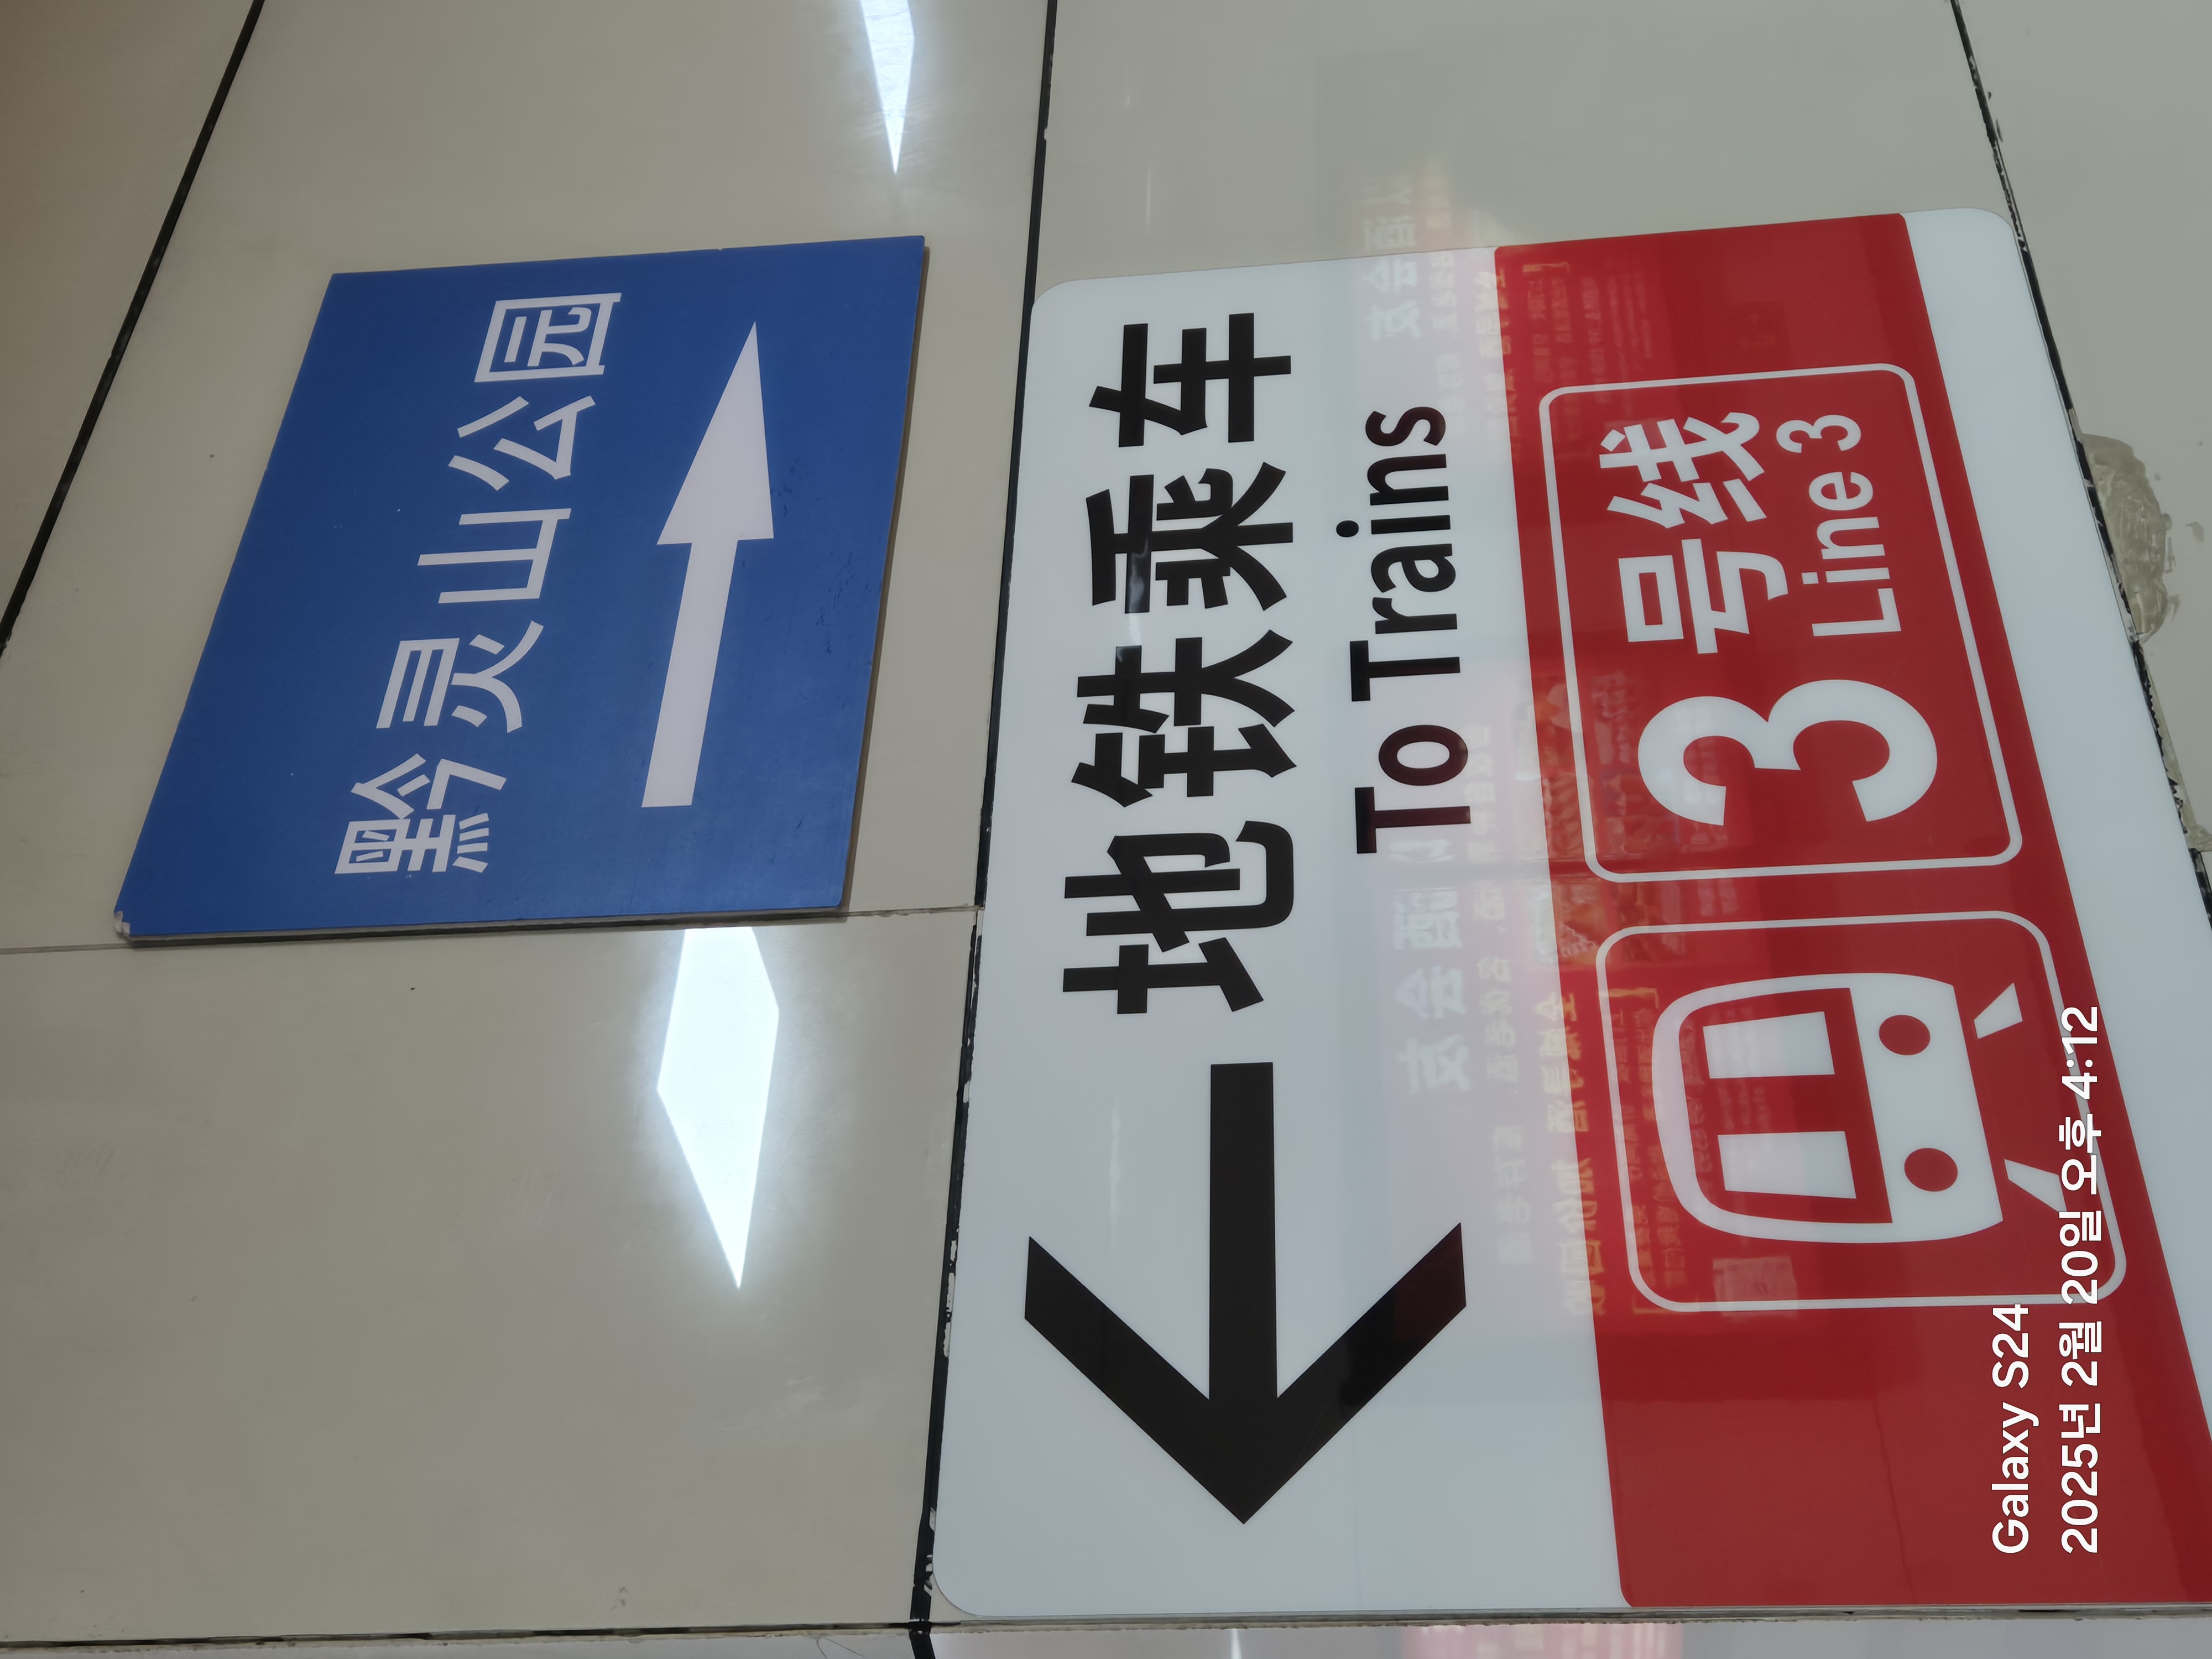 黔灵山公园
地铁乘车
To Trains
3 号线
Line 3
Galaxy S24
2025년 2월 20일 오후 4:12